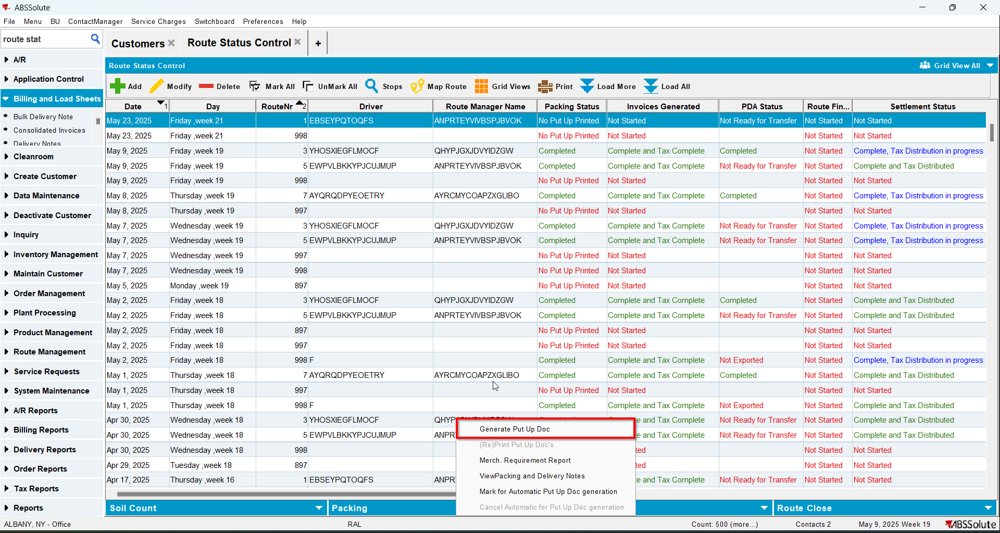 ABSSolute
File Menu BU ContactManager Service Charges Switchboard Preferences Help
route stat
Customers
Route Status Control
+
A/R
Application Control
Billing and Load Sheets
Bulk Delivery Note
Consolidated Invoices
Delivery Notes
Cleanroom
Create Customer
Data Maintenance
Deactivate Customer
Inquiry
Inventory Management
Maintain Customer
Order Management
Plant Processing
Product Management
Route Management
Service Requests
System Maintenance
A/R Reports
Billing Reports
Delivery Reports
Order Reports
Tax Reports
Reports
Route Status Control Grid View All
Add Modify Delete Mark All UnMark All Stops Map Route Grid Views Print Load More Load All
Date 1 Day RouteNr 2 Driver Route Manager Name Packing Status Invoices Generated PDA Status Route Fin... Settlement Status
May 23, 2025 Friday ,week 21 1 EBSEYPQTOQFS ANPRTEYVIVBSPJBVOK No Put Up Printed Not Started Not Ready for Transfer Not Started Not Started
May 23, 2025 Friday ,week 21 998 No Put Up Printed Not Started Not Started Not Started
May 9, 2025 Friday ,week 19 3 YHOSXIEGFLMOCF QHYPJGXJDVYIDZGW Completed Complete and Tax Complete Completed Not Started Complete, Tax Distribution in progress
May 9, 2025 Friday ,week 19 5 EWPVLBKKYPJCUJMUP ANPRTEYVIVBSPJBVOK Completed Complete and Tax Complete Not Ready for Transfer Not Started Complete and Tax Distributed
May 9, 2025 Friday ,week 19 998 No Put Up Printed Not Started Not Started Not Started
May 8, 2025 Thursday ,week 19 7 AYQRQDPYEOETRY AYRCMYCOAPZXGLIBO Completed Complete and Tax Complete Completed Not Started Complete, Tax Distribution in progress
May 8, 2025 Thursday ,week 19 997 No Put Up Printed Not Started Not Started Not Started
May 7, 2025 Wednesday ,week 19 3 YHOSXIEGFLMOCF QHYPJGXJDVYIDZGW Completed Complete and Tax Complete Not Ready for Transfer Not Started Complete, Tax Distribution in progress
May 7, 2025 Wednesday ,week 19 5 EWPVLBKKYPJCUJMUP ANPRTEYVIVBSPJBVOK Completed Complete and Tax Complete Not Ready for Transfer Not Started Complete, Tax Distribution in progress
May 7, 2025 Wednesday ,week 19 997 No Put Up Printed Not Started Not Started Not Started
May 7, 2025 Wednesday ,week 19 998 No Put Up Printed Not Started Not Started Not Started
May 5, 2025 Monday ,week 19 897 No Put Up Printed Not Started Not Started Not Started
May 2, 2025 Friday ,week 18 3 YHOSXIEGFLMOCF QHYPJGXJDVYIDZGW Completed Complete and Tax Complete Completed Not Started Complete and Tax Distributed
May 2, 2025 Friday ,week 18 5 EWPVLBKKYPJCUJMUP ANPRTEYVIVBSPJBVOK Completed Complete and Tax Complete Not Ready for Transfer Not Started Complete and Tax Distributed
May 2, 2025 Friday ,week 18 897 No Put Up Printed Not Started Not Started Not Started
May 2, 2025 Friday ,week 18 997 No Put Up Printed Not Started Not Started Not Started
May 2, 2025 Friday ,week 18 998 F Completed Complete and Tax Complete Not Exported Not Started Complete, Tax Distribution in progress
May 1, 2025 Thursday ,week 18 7 AYQRQDPYEOETRY AYRCMYCOAPZXGLIBO Completed Complete and Tax Complete Completed Not Started Complete and Tax Distributed
May 1, 2025 Thursday ,week 18 997 No Put Up Printed Not Started Not Started Not Started
May 1, 2025 Thursday ,week 18 998 F Completed Complete and Tax Complete Not Exported Not Started Complete and Tax Distributed
Apr 30, 2025 Wednesday ,week 18 3 YHOSXIEGFLMOCF QHYP e and Tax Complete Not Ready for Transfer Not Started Complete and Tax Distributed
Apr 30, 2025 Wednesday ,week 18 5 EWPVLBKKYPJCUJMUP ANPR e and Tax Complete Not Ready for Transfer Not Started Complete and Tax Distributed
Apr 30, 2025 Wednesday ,week 18 998 ted Not Started Not Started
Apr 29, 2025 Tuesday ,week 18 897 ted Not Started Not Started
Apr 17, 2025 Thursday ,week 16 1 EBSEYPQTOQFS ANPR e and Tax Complete Not Ready for Transfer Not Started Not Started
Generate Put Up Doc
(Re)Print Put Up Doc's
Merch. Requirement Report
ViewPacking and Delivery Notes
Mark for Automatic Put Up Doc generation
Cancel Automatic for Put Up Doc generation
Soil Count Packing Route Close
ALBANY, NY - Office RAL Count: 500 (more...) Contacts 2 May 9, 2025 Week 19 ABSSolute